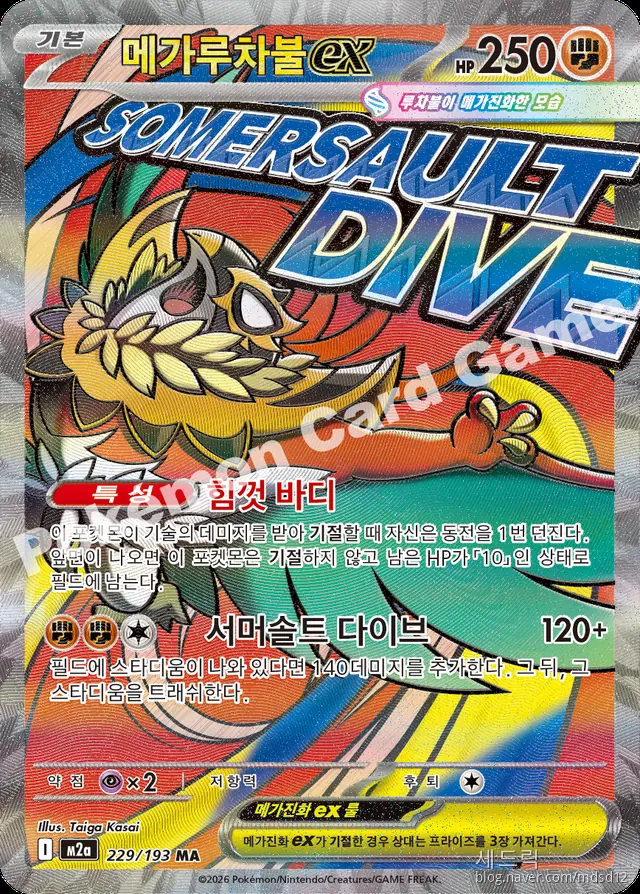 기본
메가루차불 ex
HP 250
루차불이 메가진화한 모습
SOMERSAULT
DIVE
Pokémon Card Game
특성 힘껏 바디
이 포켓몬이 기술의 데미지를 받아 기절할 때 자신은 동전을 1번 던진다.
앞면이 나오면 이 포켓몬은 기절하지 않고 남은 HP가 「10」인 상태로
필드에 남는다.
서머솔트 다이브 120+
필드에 스타디움이 나와 있다면 140데미지를 추가한다. 그 뒤, 그
스타디움을 트래쉬한다.
약점 ×2 저항력 후퇴
메가진화 ex 룰
메가진화 ex가 기절한 경우 상대는 프라이즈를 3장 가져간다.
Illus. Taiga Kasai
I m2a 229/193 MA
세드릭
blog.naver.com/mdsd12
©2026 Pokémon/Nintendo/Creatures/GAME FREAK.